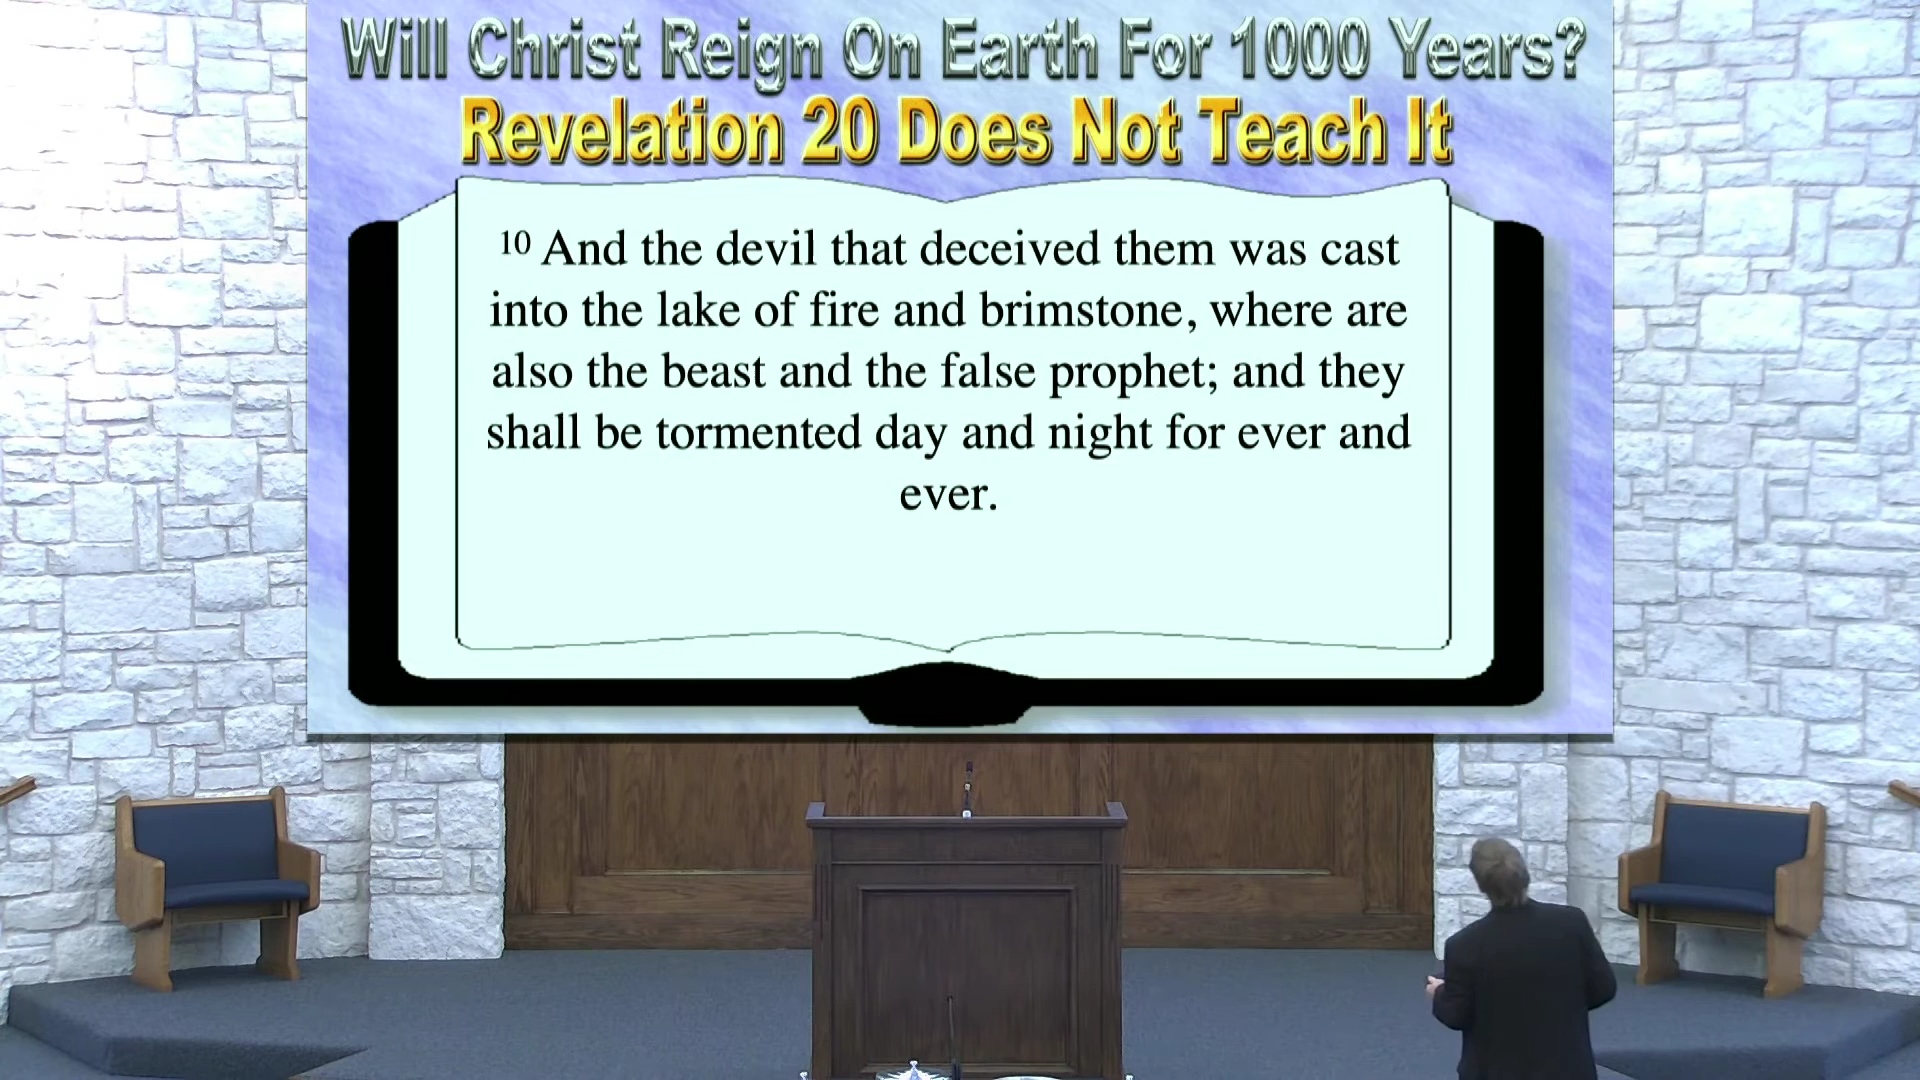 Will Christ Reign On Earth For 1000 Years?
Revelation 20 Does Not Teach It
10 And the devil that deceived them was cast
into the lake of fire and brimstone, where are
also the beast and the false prophet; and they
shall be tormented day and night for ever and
ever.